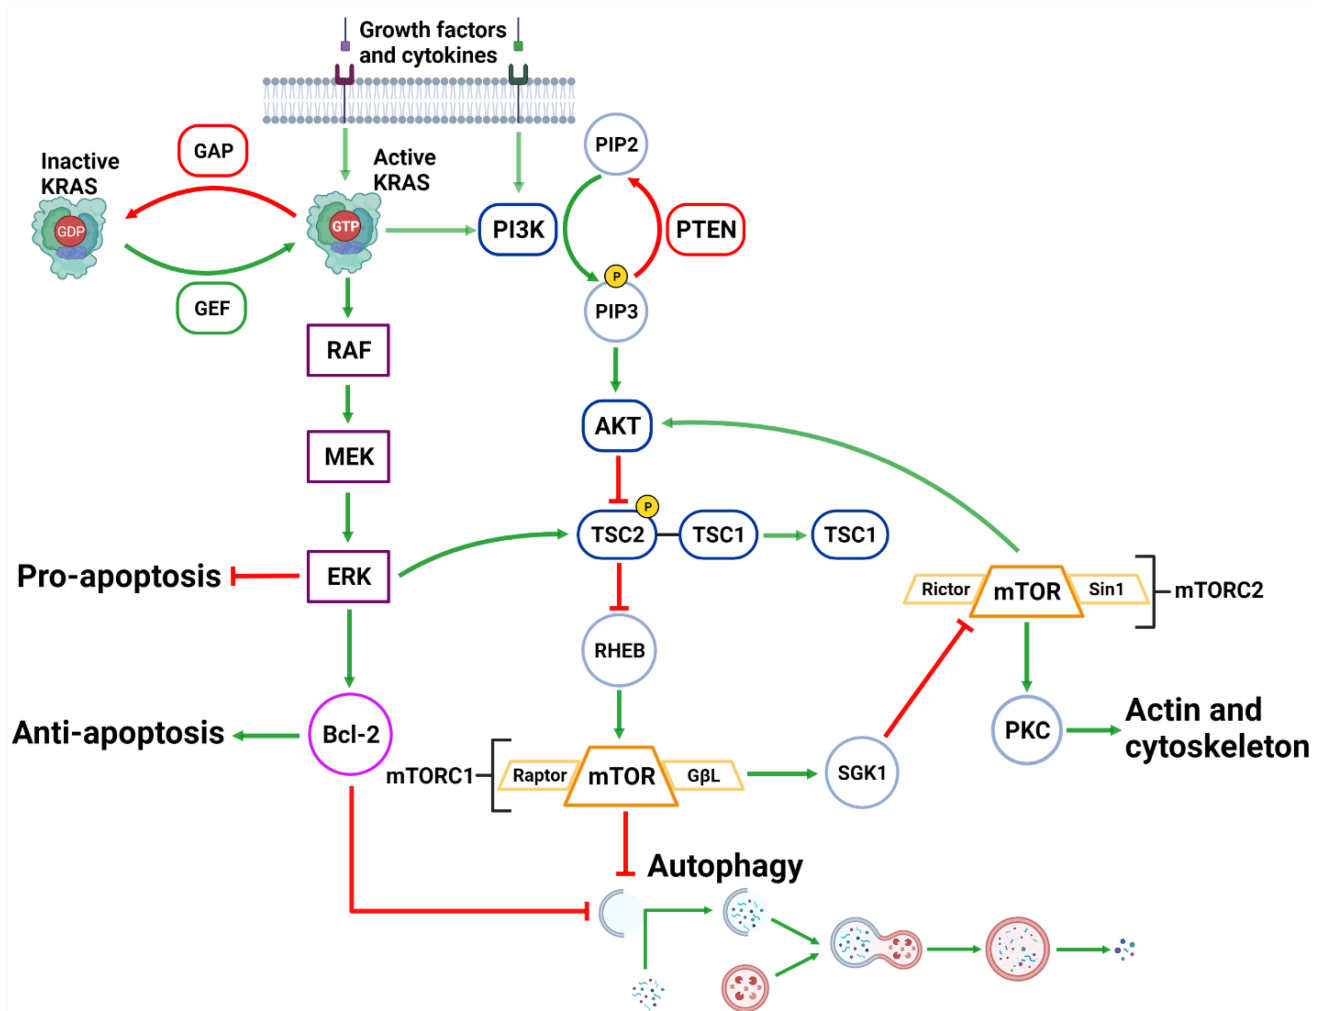 Growth factors
and cytokines
GAP
Inactive
KRAS
Active
KRAS
GDP
GTP
GEF
PI3K
PIP2
PTEN
P
PIP3
RAF
MEK
ERK
AKT
P
TSC2
TSC1
TSC1
Pro-apoptosis
Rictor
mTOR
Sin1
mTORC2
RHEB
Anti-apoptosis
Bcl-2
mTORC1
Raptor
mTOR
GβL
SGK1
PKC
Actin and
cytoskeleton
Autophagy